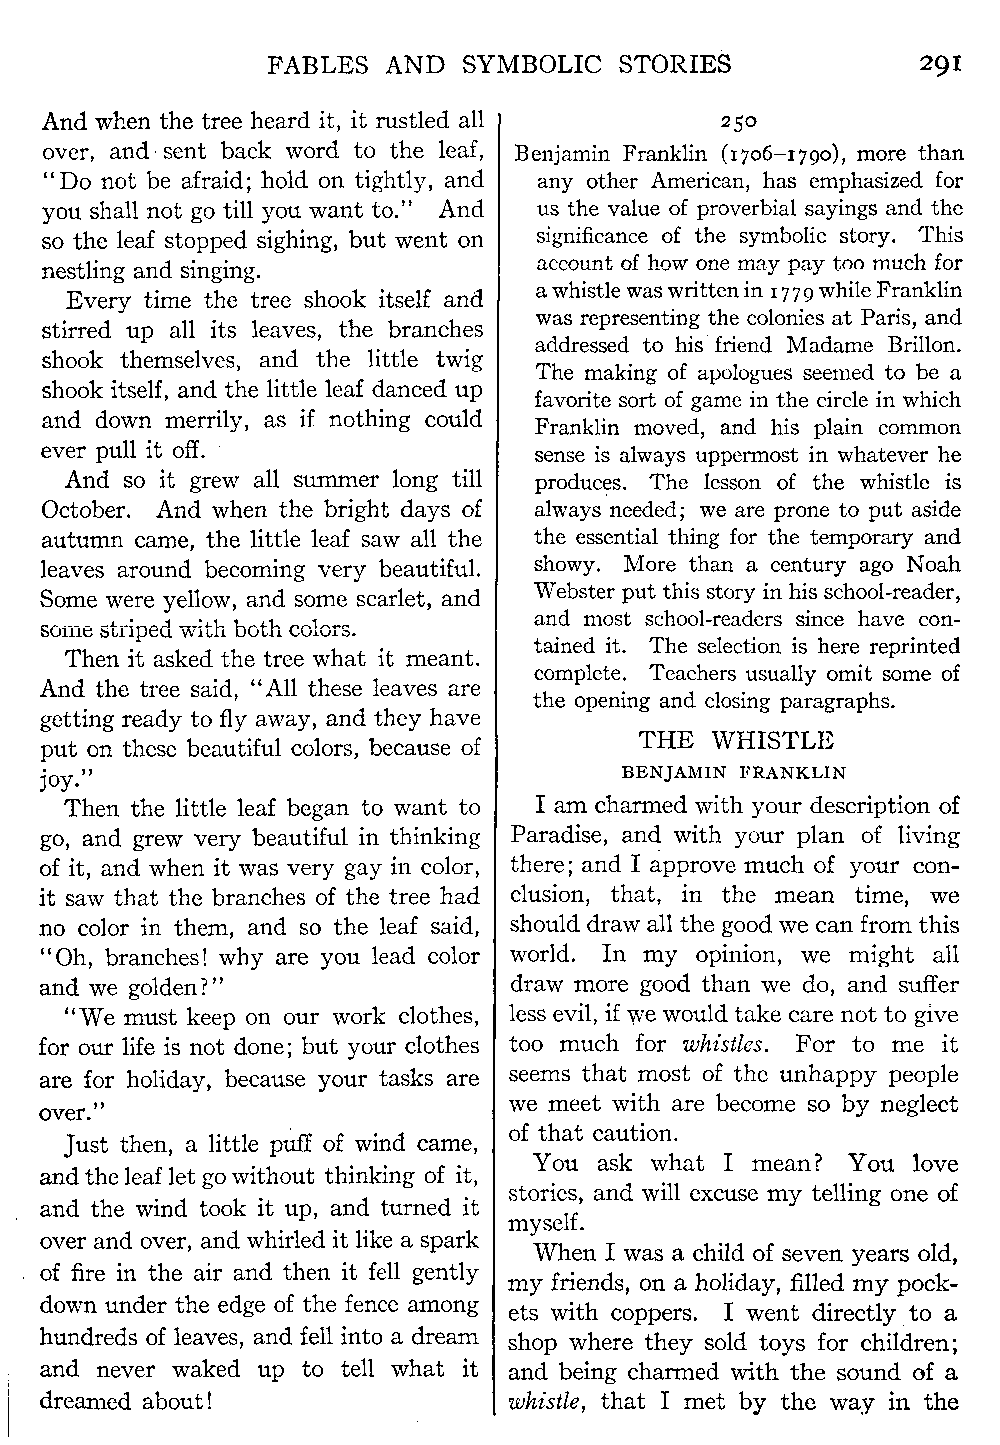 FABLES AND SYMBOLIC STORIES 291
And when the tree heard it, it rustled all
over, and sent back word to the leaf,
"Do not be afraid; hold on tightly, and
you shall not go till you want to." And
so the leaf stopped sighing, but went on
nestling and singing.
Every time the tree shook itself and
stirred up all its leaves, the branches
shook themselves, and the little twig
shook itself, and the little leaf danced up
and down merrily, as if nothing could
ever pull it off.
And so it grew all summer long till
October. And when the bright days of
autumn came, the little leaf saw all the
leaves around becoming very beautiful.
Some were yellow, and some scarlet, and
some striped with both colors.
Then it asked the tree what it meant.
And the tree said, "All these leaves are
getting ready to fly away, and they have
put on these beautiful colors, because of
joy."
Then the little leaf began to want to
go, and grew very beautiful in thinking
of it, and when it was very gay in color,
it saw that the branches of the tree had
no color in them, and so the leaf said,
"Oh, branches! why are you lead color
and we golden?"
"We must keep on our work clothes,
for our life is not done; but your clothes
are for holiday, because your tasks are
over."
Just then, a little puff of wind came,
and the leaf let go without thinking of it,
and the wind took it up, and turned it
over and over, and whirled it like a spark
of fire in the air and then it fell gently
down under the edge of the fence among
hundreds of leaves, and fell into a dream
and never waked up to tell what it
dreamed about!
250
Benjamin Franklin (1706–1790), more than
any other American, has emphasized for
us the value of proverbial sayings and the
significance of the symbolic story. This
account of how one may pay too much for
a whistle was written in 1779 while Franklin
was representing the colonies at Paris, and
addressed to his friend Madame Brillon.
The making of apologues seemed to be a
favorite sort of game in the circle in which
Franklin moved, and his plain common
sense is always uppermost in whatever he
produces. The lesson of the whistle is
always needed; we are prone to put aside
the essential thing for the temporary and
showy. More than a century ago Noah
Webster put this story in his school-reader,
and most school-readers since have con-
tained it. The selection is here reprinted
complete. Teachers usually omit some of
the opening and closing paragraphs.
THE WHISTLE
BENJAMIN FRANKLIN
I am charmed with your description of
Paradise, and with your plan of living
there; and I approve much of your con-
clusion, that, in the mean time, we
should draw all the good we can from this
world. In my opinion, we might all
draw more good than we do, and suffer
less evil, if we would take care not to give
too much for whistles. For to me it
seems that most of the unhappy people
we meet with are become so by neglect
of that caution.
You ask what I mean? You love
stories, and will excuse my telling one of
myself.
When I was a child of seven years old,
my friends, on a holiday, filled my pock-
ets with coppers. I went directly to a
shop where they sold toys for children;
and being charmed with the sound of a
whistle, that I met by the way in the